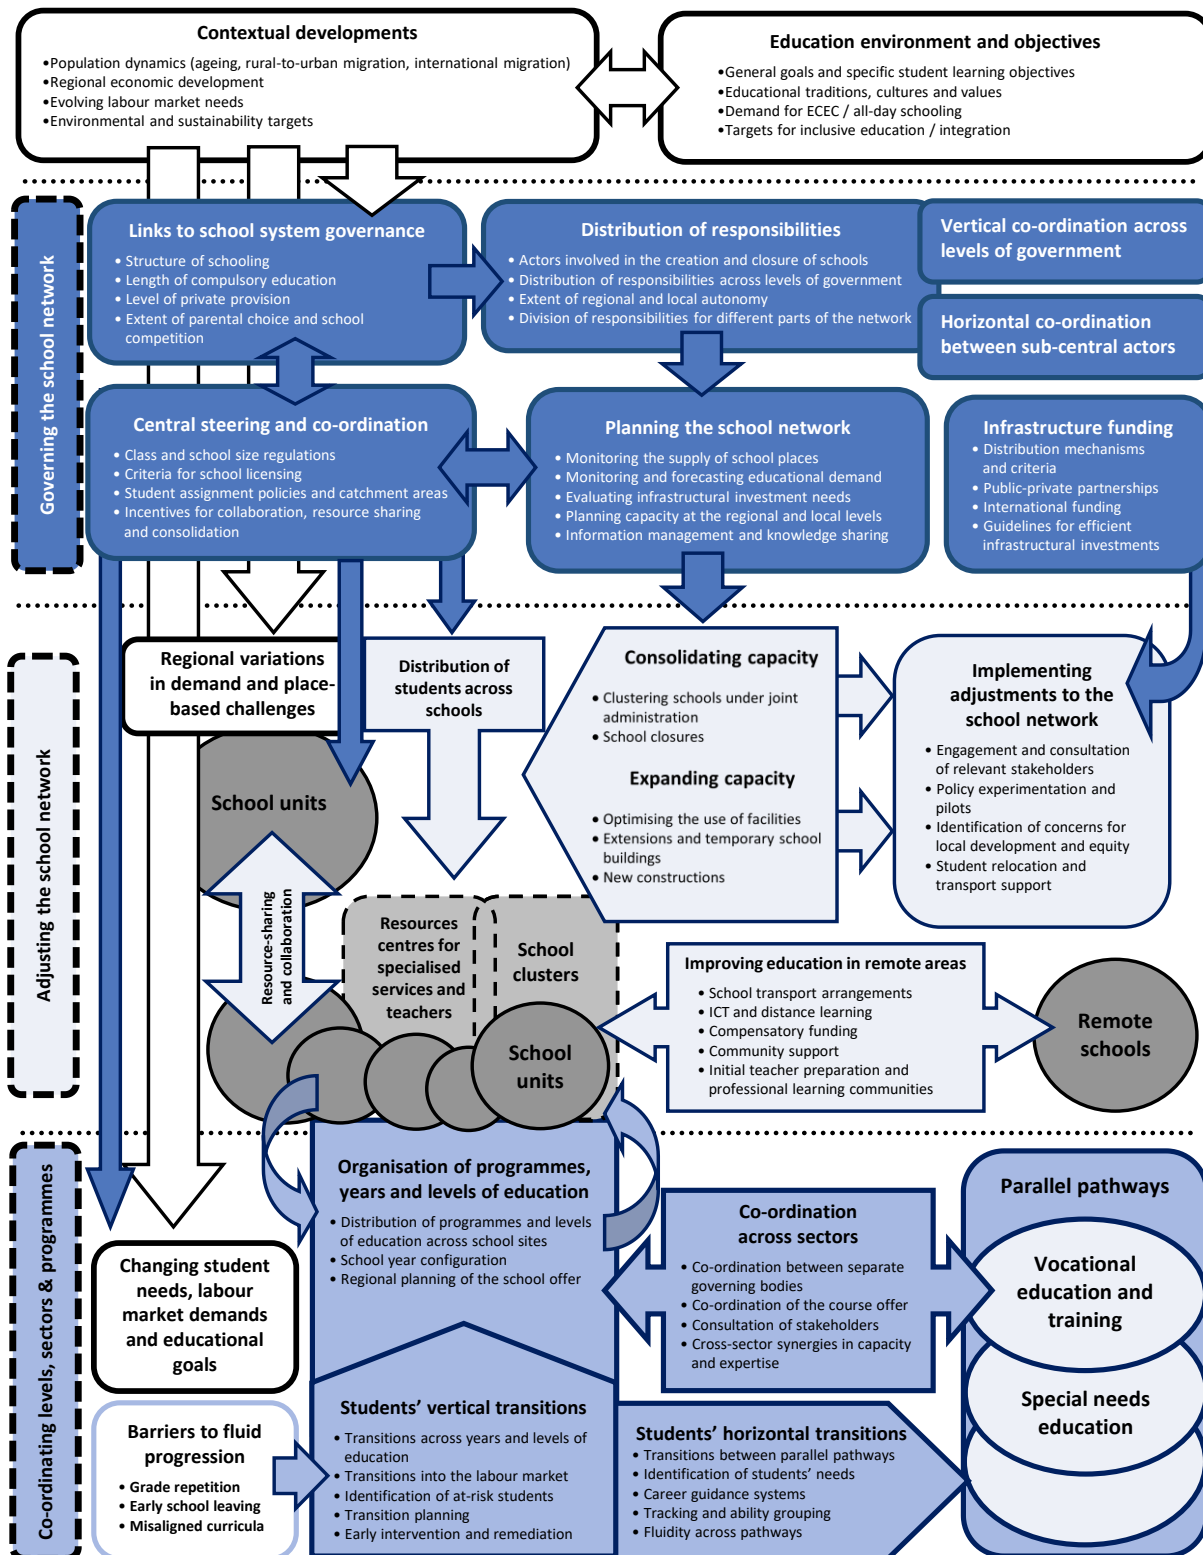 Contextual developments
•Population dynamics (ageing, rural-to-urban migration, international migration)
•Regional economic development
•Evolving labour market needs
•Environmental and sustainability targets
Education environment and objectives
•General goals and specific student learning objectives
•Educational traditions, cultures and values
•Demand for ECEC / all-day schooling
•Targets for inclusive education / integration
Governing the school network
Links to school system governance
• Structure of schooling
• Length of compulsory education
• Level of private provision
• Extent of parental choice and school
competition
Distribution of responsibilities
• Actors involved in the creation and closure of schools
• Distribution of responsibilities across levels of government
• Extent of regional and local autonomy
• Division of responsibilities for different parts of the network
Vertical co-ordination across
levels of government
Horizontal co-ordination
between sub-central actors
Central steering and co-ordination
• Class and school size regulations
• Criteria for school licensing
• Student assignment policies and catchment areas
• Incentives for collaboration, resource sharing
and consolidation
Planning the school network
• Monitoring the supply of school places
• Monitoring and forecasting educational demand
• Evaluating infrastructural investment needs
• Planning capacity at the regional and local levels
• Information management and knowledge sharing
Infrastructure funding
• Distribution mechanisms
and criteria
• Public-private partnerships
• International funding
• Guidelines for efficient
infrastructural investments
Adjusting the school network
Regional variations
in demand and place-
based challenges
Distribution of
students across
schools
Consolidating capacity
• Clustering schools under joint
administration
• School closures
Expanding capacity
• Optimising the use of facilities
• Extensions and temporary school
buildings
• New constructions
Implementing
adjustments to the
school network
• Engagement and consultation
of relevant stakeholders
• Policy experimentation and
pilots
• Identification of concerns for
local development and equity
• Student relocation and
transport support
School units
Resource-sharing
and collaboration
Resources
centres for
specialised
services and
teachers
School
clusters
School
units
Improving education in remote areas
• School transport arrangements
• ICT and distance learning
• Compensatory funding
• Community support
• Initial teacher preparation and
professional learning communities
Remote
schools
Co-ordinating levels, sectors & programmes
Organisation of programmes,
years and levels of education
• Distribution of programmes and levels
of education across school sites
• School year configuration
• Regional planning of the school offer
Co-ordination
across sectors
• Co-ordination between separate
governing bodies
• Co-ordination of the course offer
• Consultation of stakeholders
• Cross-sector synergies in capacity
and expertise
Parallel pathways
Vocational
education and
training
Special needs
education
Changing student
needs, labour
market demands
and educational
goals
Barriers to fluid
progression
• Grade repetition
• Early school leaving
• Misaligned curricula
Students' vertical transitions
• Transitions across years and levels of
education
• Transitions into the labour market
• Identification of at-risk students
• Transition planning
• Early intervention and remediation
Students' horizontal transitions
• Transitions between parallel pathways
• Identification of students' needs
• Career guidance systems
• Tracking and ability grouping
• Fluidity across pathways